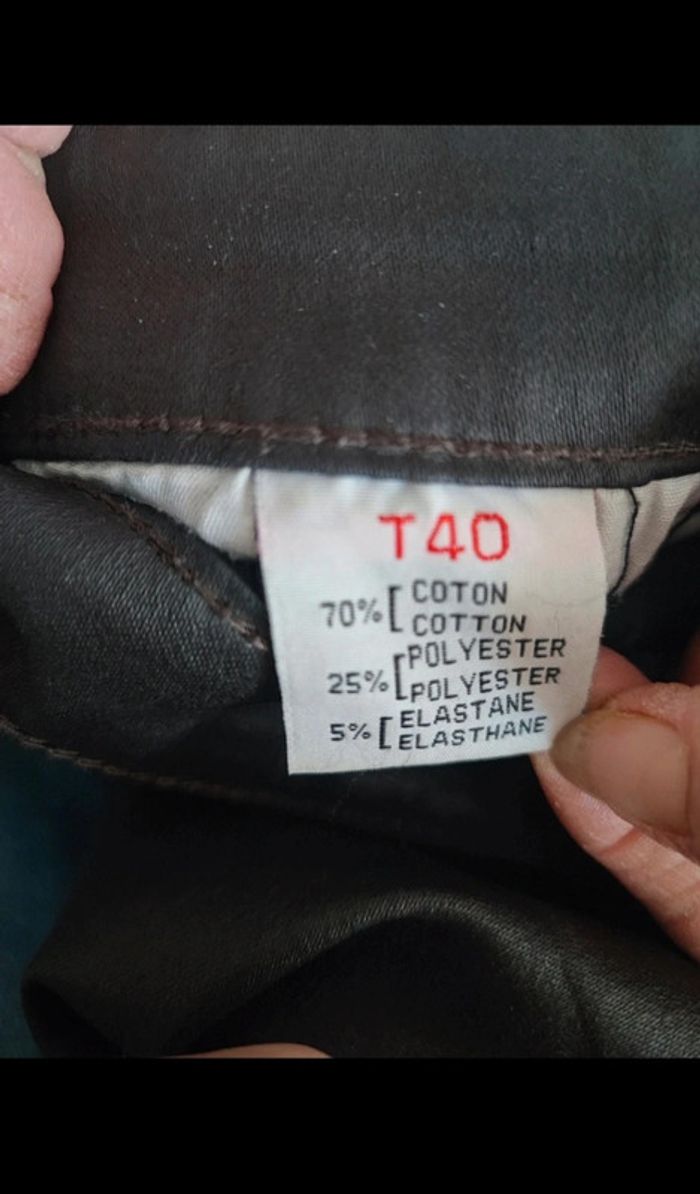 T40
70% [ COTON
COTTON
25% [ POLYESTER
POLYESTER
5% [ ELASTANE
ELASTHANE